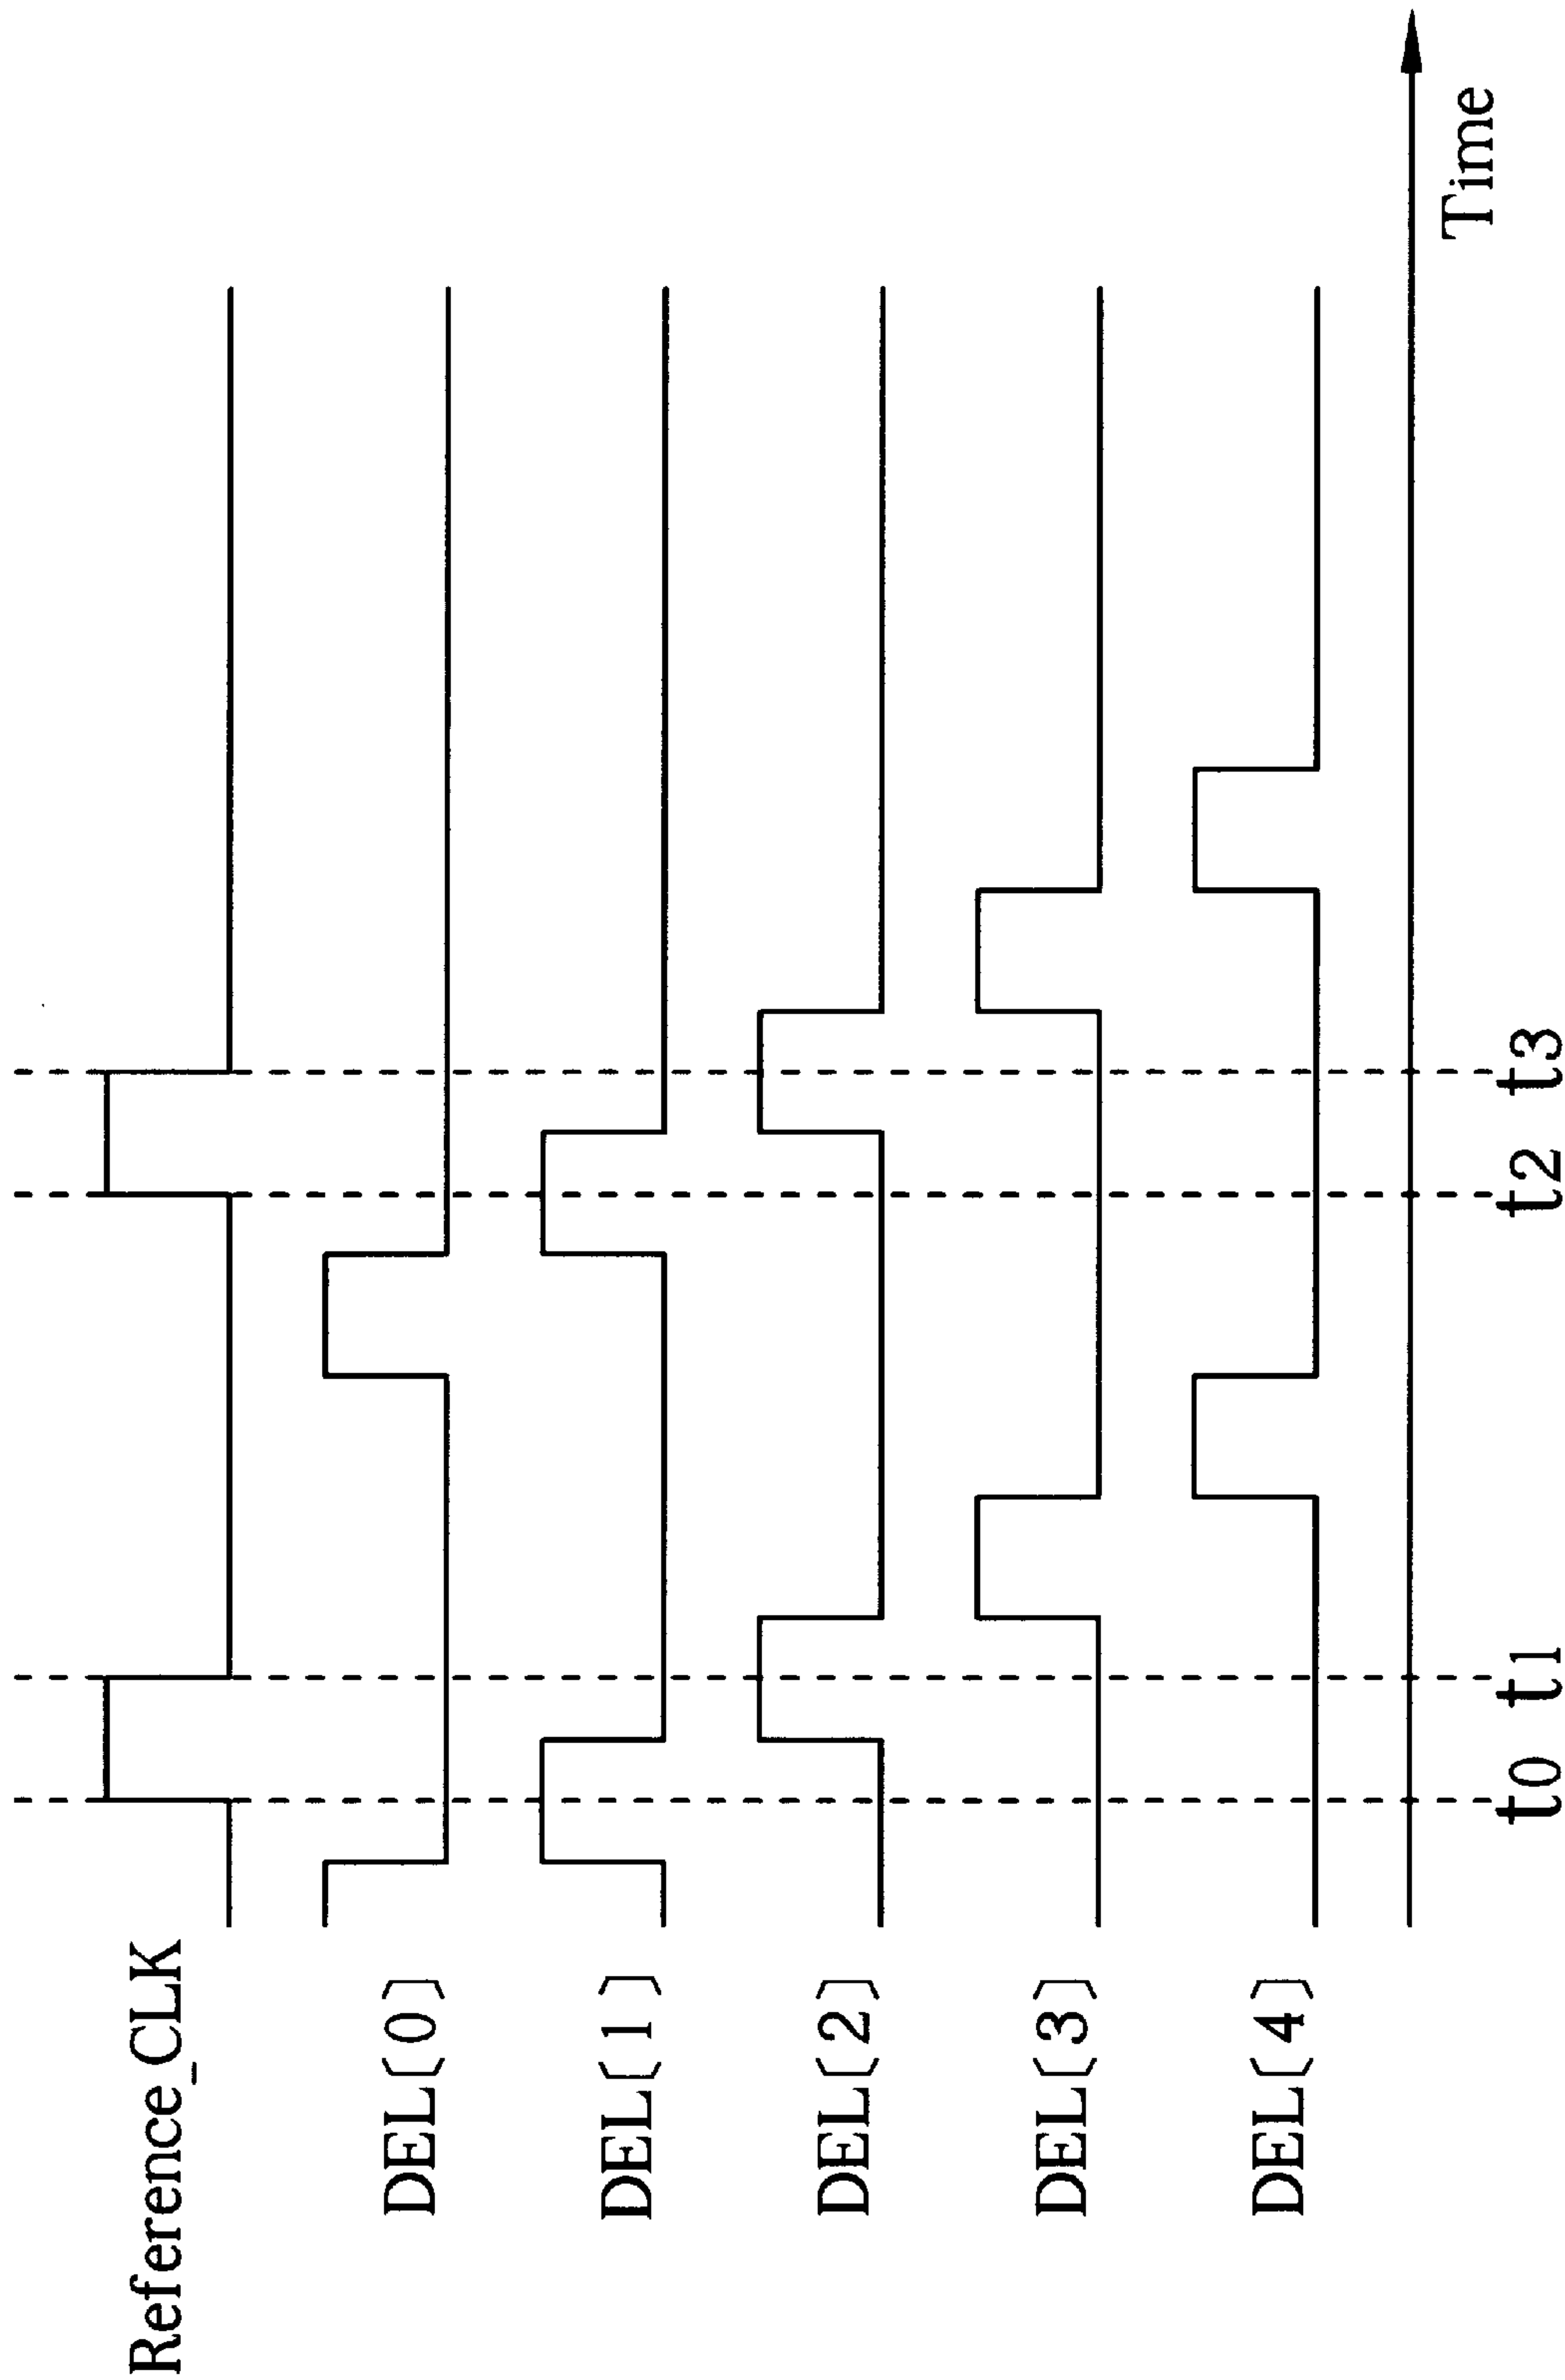 Reference_CLK
DEL[0]
DEL[1]
DEL[2]
DEL[3]
DEL[4]
Time
t0 t1 t2 t3